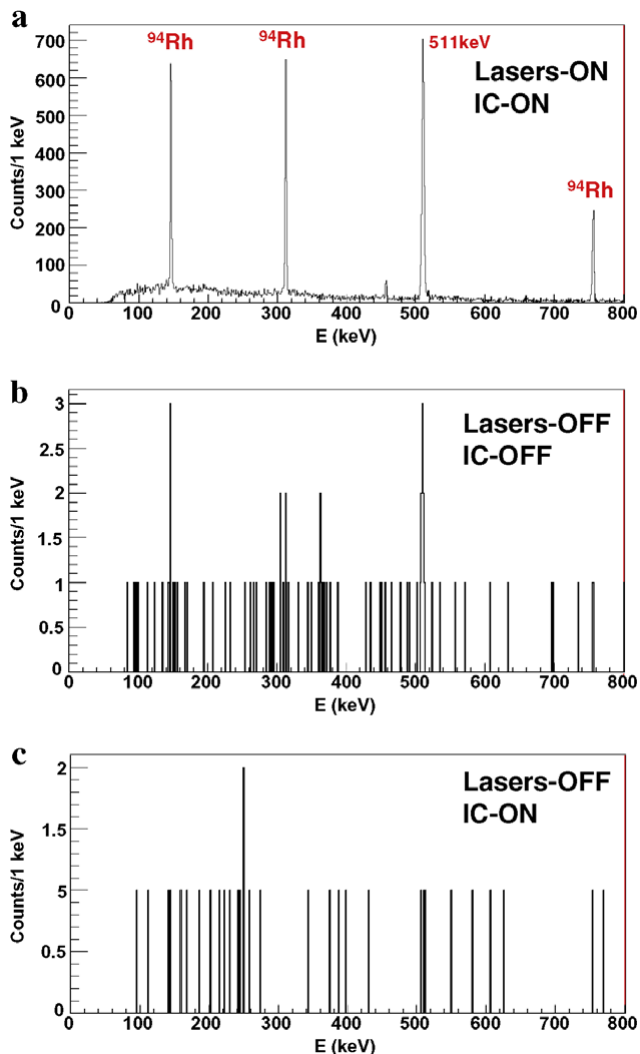 a
700
600
500
400
300
200
100
0
Counts/1 keV
⁹⁴Rh
⁹⁴Rh
511keV
⁹⁴Rh
Lasers-ON
IC-ON
0 100 200 300 400 500 600 700 800
E (keV)
b
3
2.5
2
1.5
1
0.5
0
Counts/1 keV
Lasers-OFF
IC-OFF
0 100 200 300 400 500 600 700 800
E (keV)
c
2
1.5
5
0.5
0
Counts/1 keV
Lasers-OFF
IC-ON
0 100 200 300 400 500 600 700 800
E (keV)